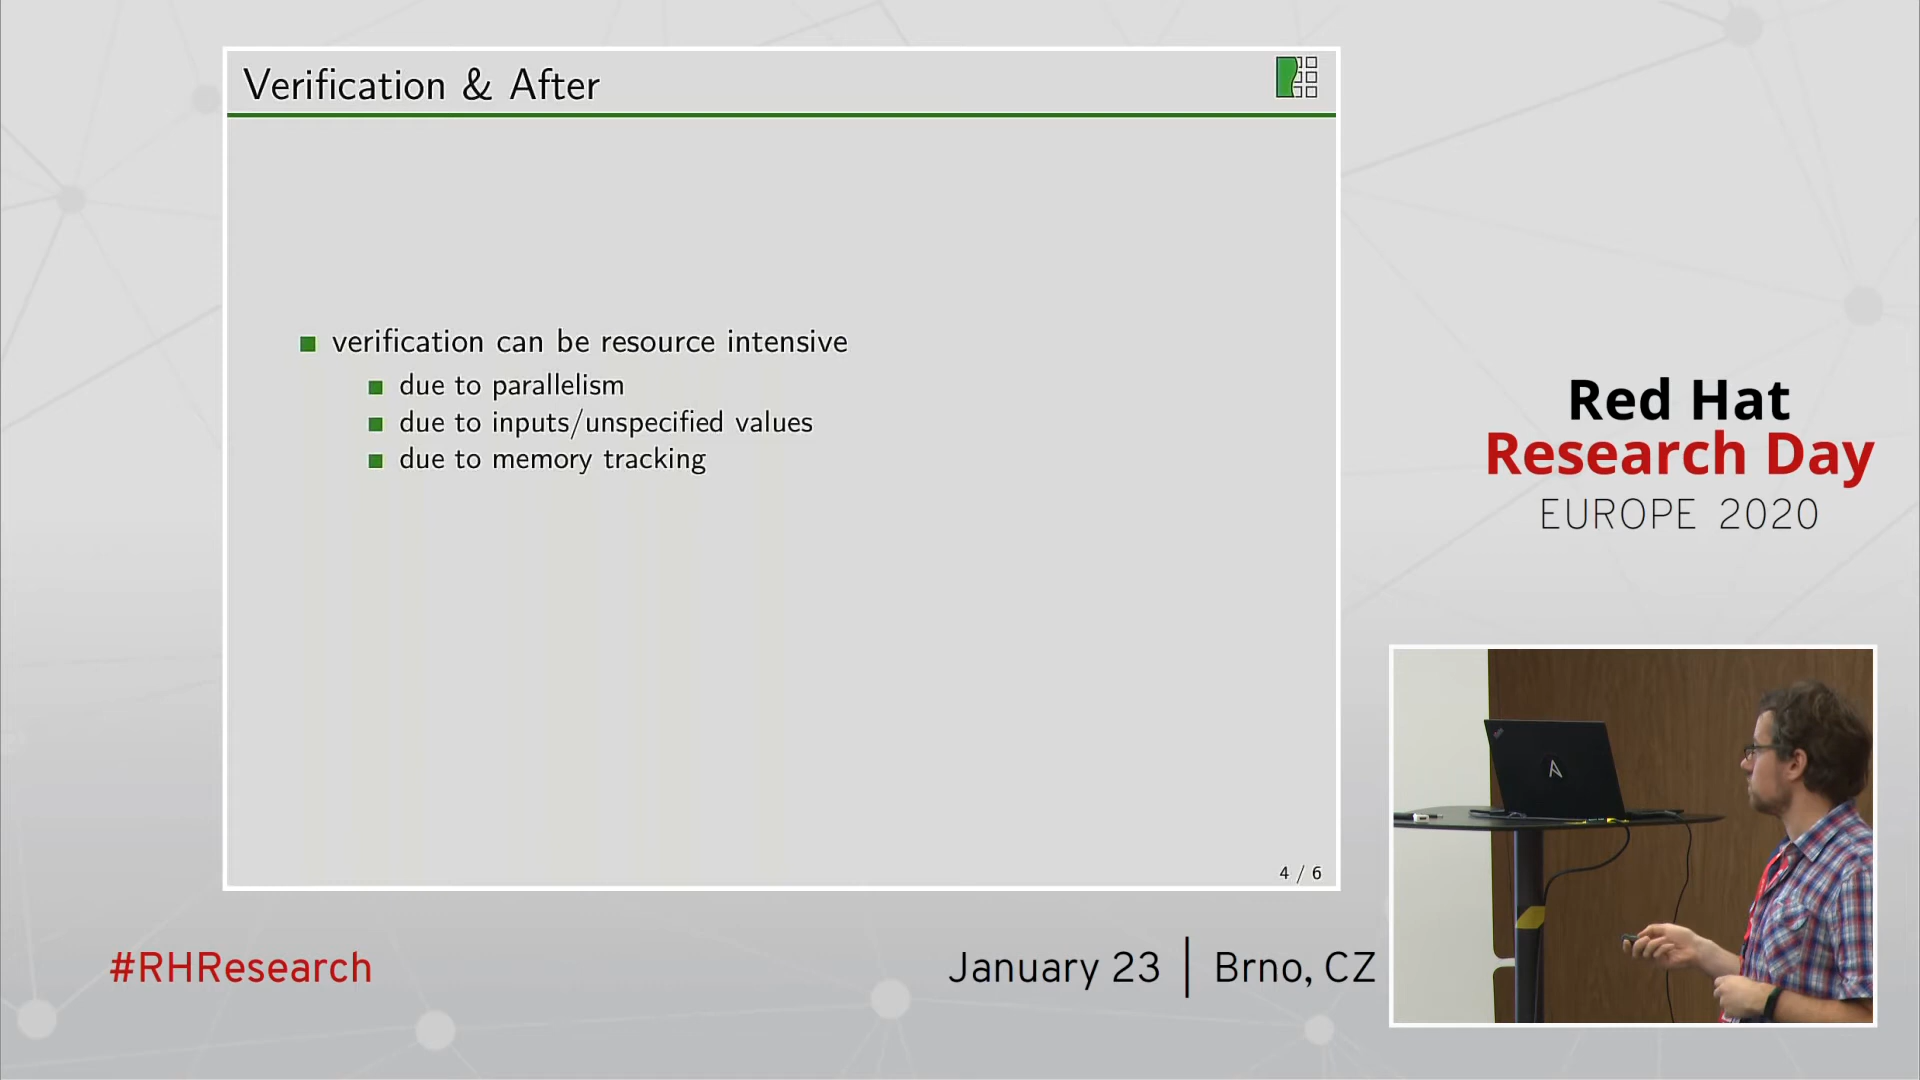 Verification & After
verification can be resource intensive
due to parallelism
due to inputs/unspecified values
due to memory tracking
4 / 6
Red Hat
Research Day
EUROPE 2020
#RHResearch
January 23 | Brno, CZ